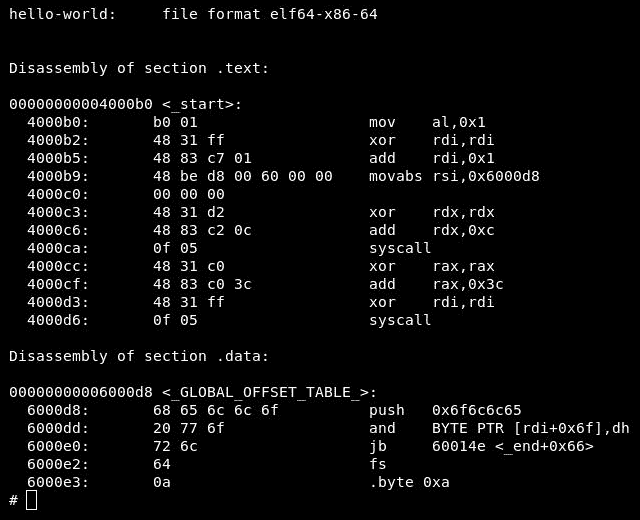 hello-world:     file format elf64-x86-64
Disassembly of section .text:
00000000004000b0 <_start>:
  4000b0:       b0 01                   mov    al,0x1
  4000b2:       48 31 ff                xor    rdi,rdi
  4000b5:       48 83 c7 01             add    rdi,0x1
  4000b9:       48 be d8 00 60 00 00    movabs rsi,0x6000d8
  4000c0:       00 00 00
  4000c3:       48 31 d2                xor    rdx,rdx
  4000c6:       48 83 c2 0c             add    rdx,0xc
  4000ca:       0f 05                   syscall
  4000cc:       48 31 c0                xor    rax,rax
  4000cf:       48 83 c0 3c             add    rax,0x3c
  4000d3:       48 31 ff                xor    rdi,rdi
  4000d6:       0f 05                   syscall
Disassembly of section .data:
00000000006000d8 <_GLOBAL_OFFSET_TABLE_>:
  6000d8:       68 65 6c 6c 6f          push   0x6f6c6c65
  6000dd:       20 77 6f                and    BYTE PTR [rdi+0x6f],dh
  6000e0:       72 6c                   jb     60014e <_end+0x66>
  6000e2:       64                      fs
  6000e3:       0a                      .byte 0xa
#